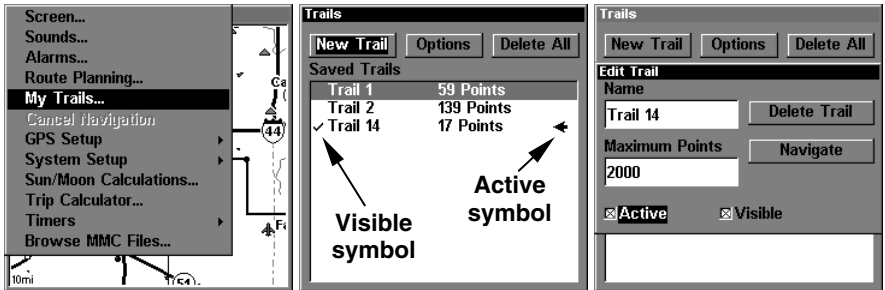 Screen...
Sounds...
Alarms...
Route Planning...
My Trails...
Cancel Navigation
GPS Setup
System Setup
Sun/Moon Calculations...
Trip Calculator...
Timers
Browse MMC Files...
Ca
(
44
Fa
10mi
51
Trails
New Trail Options Delete All
Saved Trails
Trail 1 59 Points
Trail 2 139 Points
Trail 14 17 Points
Visible symbol
Active symbol
Trails
New Trail Options Delete All
Edit Trail
Name
Trail 14 Delete Trail
Maximum Points Navigate
2000
Active Visible